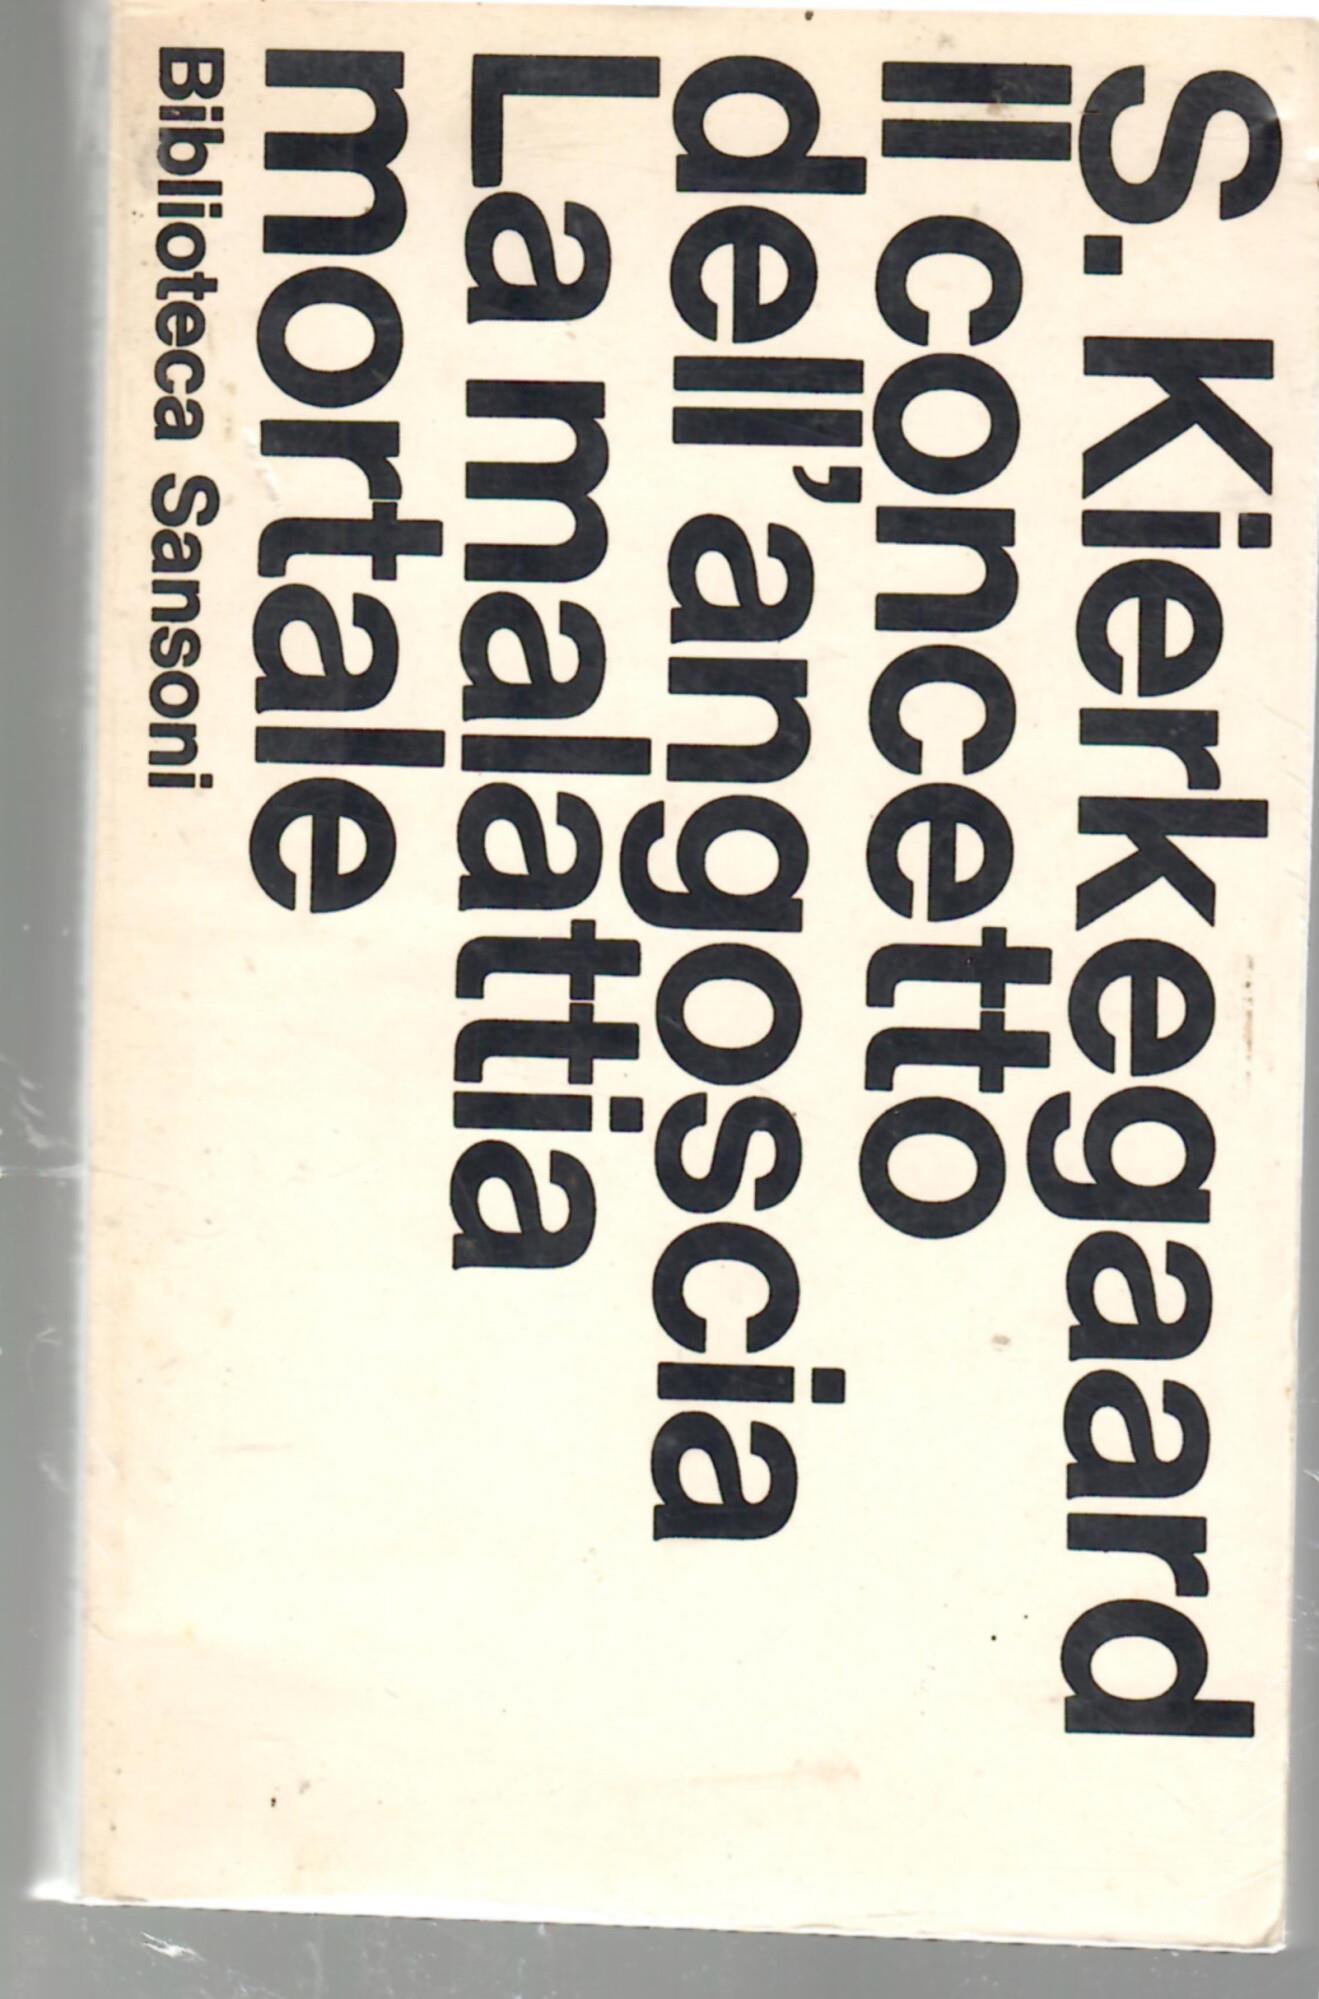 S. Kierkegaard
Il concetto
dell'angoscia
La malattia
mortale
Biblioteca Sansoni